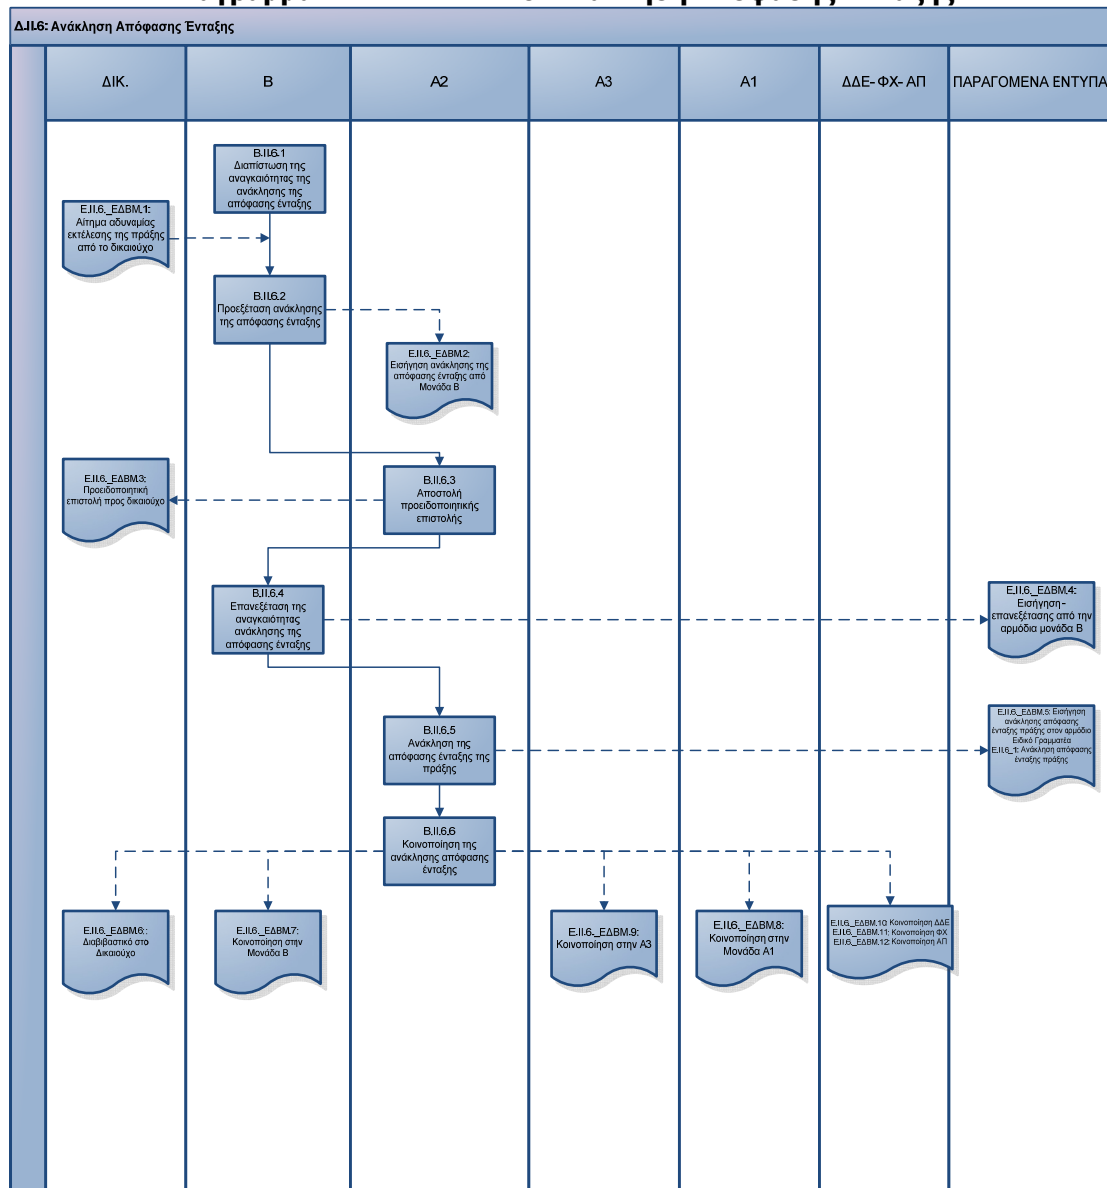 Δ.ΙΙ.6: Ανάκληση Απόφασης Ένταξης
ΔΙΚ.
Β
Α2
Α3
Α1
ΔΔΕ- ΦΧ- ΑΠ
ΠΑΡΑΓΟΜΕΝΑ ΕΝΤΥΠΑ
Β.ΙΙ.6.1
Διαπίστωση της
αναγκαιότητας της
ανάκλησης της
απόφασης ένταξης
Ε.ΙΙ.6._ΕΔΒΜ.1:
Αίτημα αδυναμίας
εκτέλεσης της πράξης
από το δικαιούχο
Β.ΙΙ.6.2
Προεξέταση ανάκλησης
της απόφασης ένταξης
Ε.ΙΙ.6._ΕΔΒΜ.2:
Εισήγηση ανάκλησης της
απόφασης ένταξης από
Μονάδα Β
Ε.ΙΙ.6._ΕΔΒΜ.3:
Προειδοποιητική
επιστολή προς δικαιούχο
Β.ΙΙ.6.3
Αποστολή
προειδοποιητικής
επιστολής
Β.ΙΙ.6.4
Επανεξέταση της
αναγκαιότητας
ανάκλησης της
απόφασης ένταξης
Ε.ΙΙ.6._ΕΔΒΜ.4:
Εισήγηση-
επανεξέτασης από την
αρμόδια μονάδα Β
Β.ΙΙ.6.5
Ανάκληση της
απόφασης ένταξης της
πράξης
Ε.ΙΙ.6._ΕΔΒΜ.5: Εισήγηση
ανάκλησης απόφασης
ένταξης πράξης στον αρμόδιο
Ειδικό Γραμματέα
Ε.ΙΙ.6_1: Ανάκληση απόφασης
ένταξης πράξης
Β.ΙΙ.6.6
Κοινοποίηση της
ανάκλησης απόφασης
ένταξης
Ε.ΙΙ.6._ΕΔΒΜ.6::
Διαβιβαστικό στο
Δικαιούχο
Ε.ΙΙ.6._ΕΔΒΜ.7:
Κοινοποίηση στην
Μονάδα Β
Ε.ΙΙ.6._ΕΔΒΜ.9:
Κοινοποίηση στην Α3
Ε.ΙΙ.6._ΕΔΒΜ.8:
Κοινοποίηση στην
Μονάδα Α1
Ε.ΙΙ.6._ΕΔΒΜ.10: Κοινοποίηση ΔΔΕ
Ε.ΙΙ.6._ΕΔΒΜ.11: Κοινοποίηση ΦΧ
Ε.ΙΙ.6._ΕΔΒΜ.12: Κοινοποίηση ΑΠ